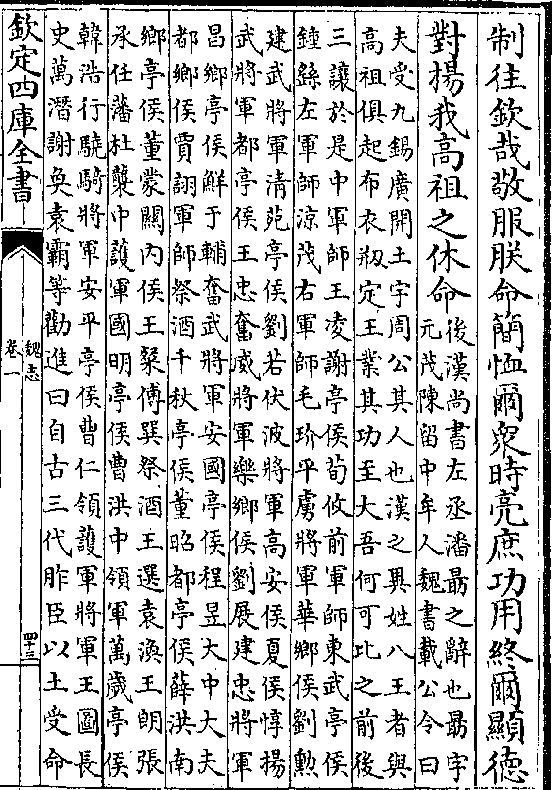 制往欽哉敬服朕命簡恤爾衆時亮庶功用終爾顯德
對揚我高祖之休命
後漢尚書左丞潘勗之辭也勗字
元茂陳留中牟人魏書載公令曰
夫受九錫廣開土宇周公其人也漢之異姓八王者與
高祖俱起布衣刱定王業其功至大吾何可比之前後
三讓於是中軍師王凌謝亭侯荀攸前軍師東武亭侯
鍾繇左軍師涼茂右軍師毛玠平虜將軍華鄉侯劉勲
建武將軍清苑亭侯劉若伏波將軍高安侯夏侯惇揚
武將軍都亭侯王忠奮威將軍樂鄉侯劉展建忠將軍
昌鄉亭侯鮮于輔奮武將軍安國亭侯程昱大中大夫
都鄉侯賈詡軍師祭酒千秋亭侯董昭都亭侯薛洪南
鄉亭侯董蒙關内侯王粲傅巽祭酒王選袁渙王朗張
承任藩杜襲中護軍國明亭侯曹洪中領軍萬歲亭侯
韓浩行驍騎將軍安平亭侯曹仁領護軍將軍王圖長
史萬潛謝奐袁霸等勸進曰自古三代胙臣以土受命
欽定四庫全書
魏志
卷一
四十三